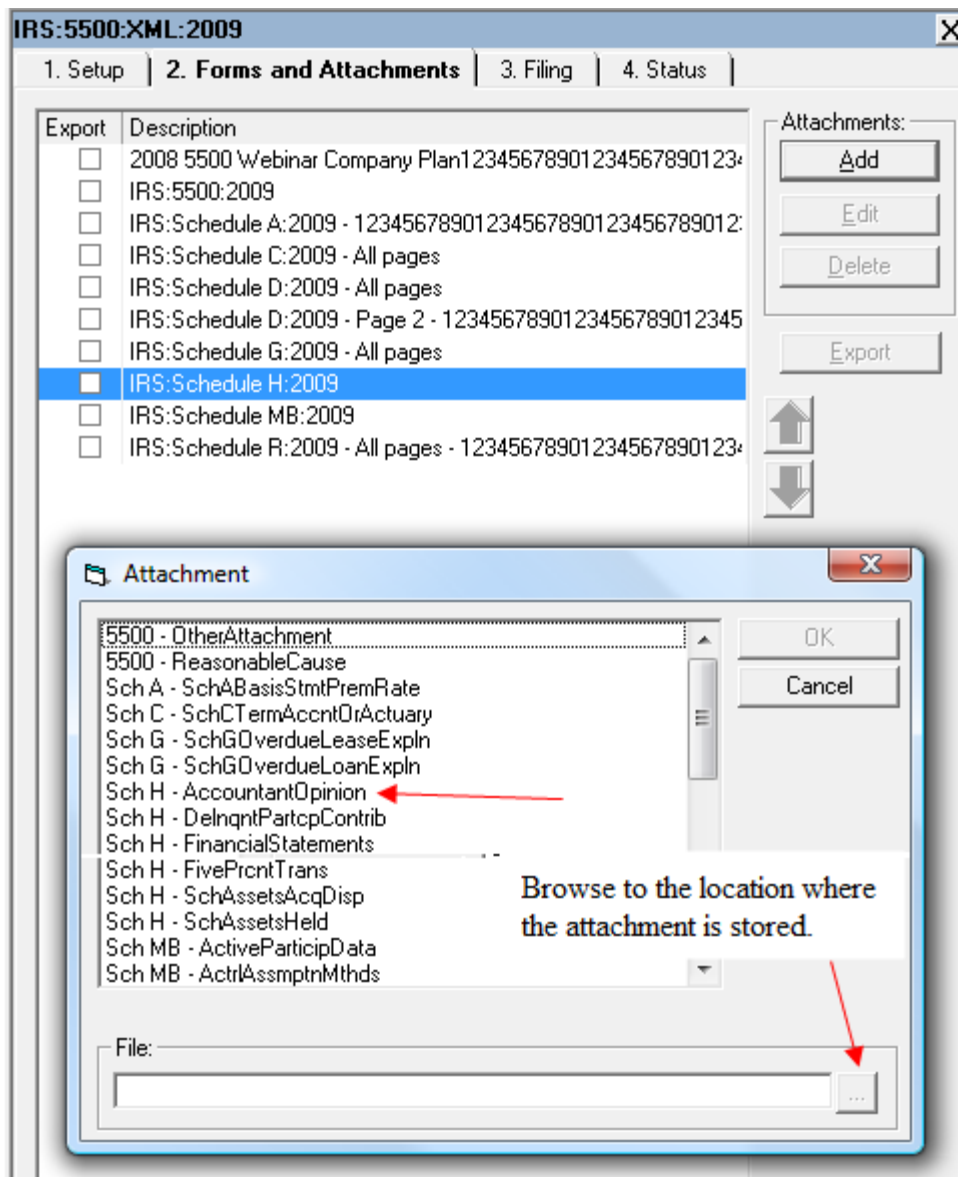 IRS:5500:XML:2009
1. Setup 2. Forms and Attachments 3. Filing 4. Status
Export Description
2008 5500 Webinar Company Plan123456789012345678901234
IRS:5500:2009
IRS:Schedule A:2009 - 12345678901234567890123456789012
IRS:Schedule C:2009 - All pages
IRS:Schedule D:2009 - All pages
IRS:Schedule D:2009 - Page 2 - 1234567890123456789012345
IRS:Schedule G:2009 - All pages
IRS:Schedule H:2009
IRS:Schedule MB:2009
IRS:Schedule R:2009 - All pages - 123456789012345678901234
Attachments:
Add
Edit
Delete
Export
Attachment
5500 - OtherAttachment
5500 - ReasonableCause
Sch A - SchABasisStmtPremRate
Sch C - SchCTermAccntOrActuary
Sch G - SchGOverdueLeaseExpln
Sch G - SchGOverdueLoanExpln
Sch H - AccountantOpinion
Sch H - DelnqntPartcpContrib
Sch H - FinancialStatements
Sch H - FivePrcntTrans
Sch H - SchAssetsAcqDisp
Sch H - SchAssetsHeld
Sch MB - ActiveParticipData
Sch MB - ActrlAssmptnMthds
OK
Cancel
Browse to the location where
the attachment is stored.
File:
...